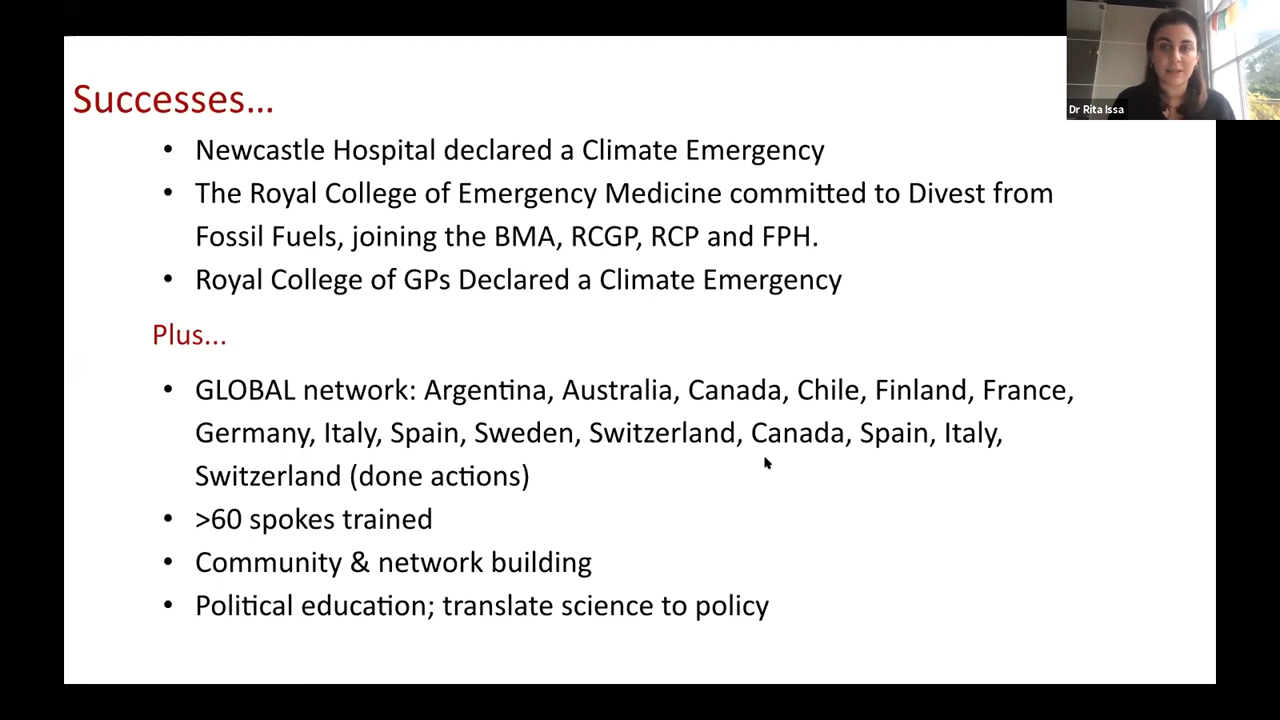 Successes...
• Newcastle Hospital declared a Climate Emergency
• The Royal College of Emergency Medicine committed to Divest from
Fossil Fuels, joining the BMA, RCGP, RCP and FPH.
• Royal College of GPs Declared a Climate Emergency
Plus...
• GLOBAL network: Argentina, Australia, Canada, Chile, Finland, France,
Germany, Italy, Spain, Sweden, Switzerland, Canada, Spain, Italy,
Switzerland (done actions)
• >60 spokes trained
• Community & network building
• Political education; translate science to policy
Dr Rita Issa